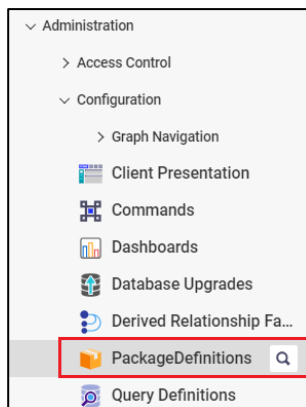 Administration
Access Control
Configuration
Graph Navigation
Client Presentation
Commands
Dashboards
Database Upgrades
Derived Relationship Fa...
PackageDefinitions
Query Definitions